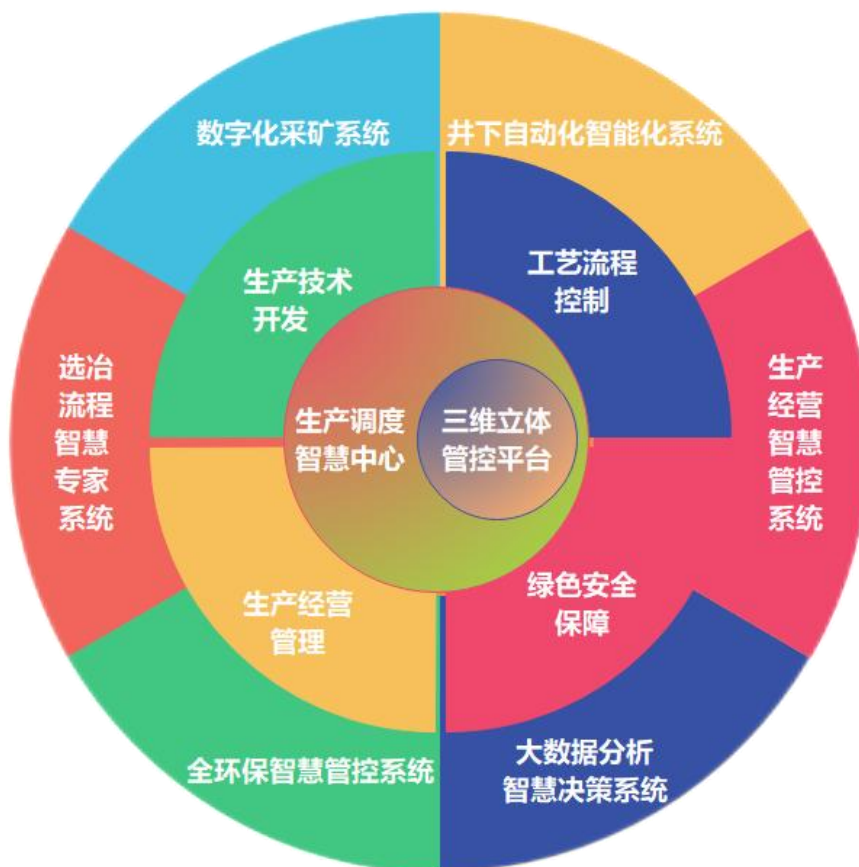 数字化采矿系统
井下自动化智能化系统
生产技术
开发
工艺流程
控制
选冶
流程
智慧
专家
系统
生产调度
智慧中心
三维立体
管控平台
生产
经营
智慧
管控
系统
生产经营
管理
绿色安全
保障
全环保智慧管控系统
大数据分析
智慧决策系统